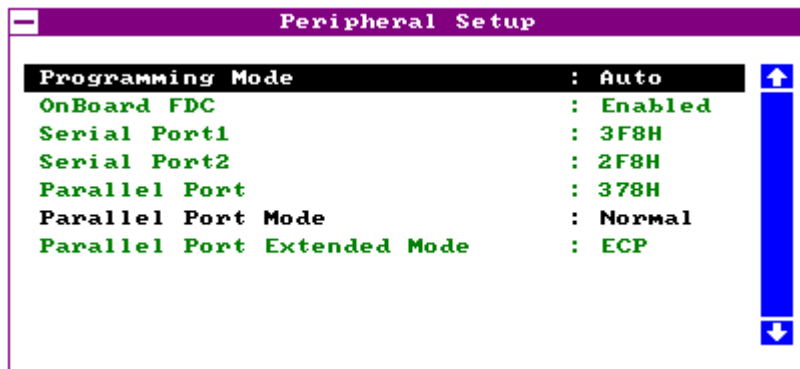 Peripheral Setup
Programming Mode : Auto
OnBoard FDC : Enabled
Serial Port1 : 3F8H
Serial Port2 : 2F8H
Parallel Port : 378H
Parallel Port Mode : Normal
Parallel Port Extended Mode : ECP